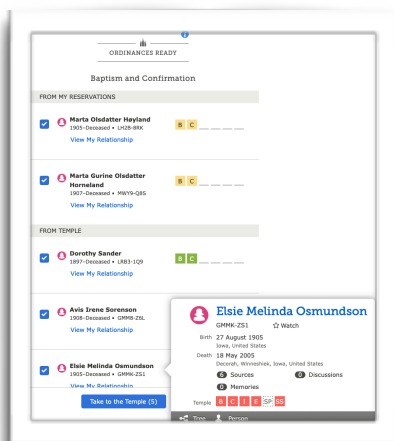 i
ORDINANCES READY
Baptism and Confirmation
FROM MY RESERVATIONS
Marta Olsdatter Høyland
1905–Deceased • LH2B-8RK
B C
View My Relationship
Marta Gurine Olsdatter
Horneland
1907–Deceased • MWY9-Q8S
B C
View My Relationship
FROM TEMPLE
Dorothy Sander
1897–Deceased • LRB3-1Q9
B C
View My Relationship
Avis Irene Sorenson
1908–Deceased • GMM8-Z6L
View My Relationship
Elsie Melinda Osmundson
1905–Deceased • GMMK-ZS1
View My Relationship
Take to the Temple (5)
Elsie Melinda Osmundson
GMMK-ZS1 Watch
Birth 27 August 1905
Iowa, United States
Death 18 May 2005
Decorah, Winneshiek, Iowa, United States
6 Sources 0 Discussions
0 Memories
Temple B C I E SP SS
Tree Person